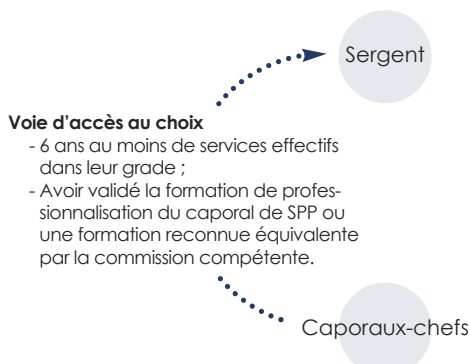 Sergent
Voie d'accès au choix
- 6 ans au moins de services effectifs
dans leur grade ;
- Avoir validé la formation de profes-
sionnalisation du caporal de SPP ou
une formation reconnue équivalente
par la commission compétente.
Caporaux-chefs